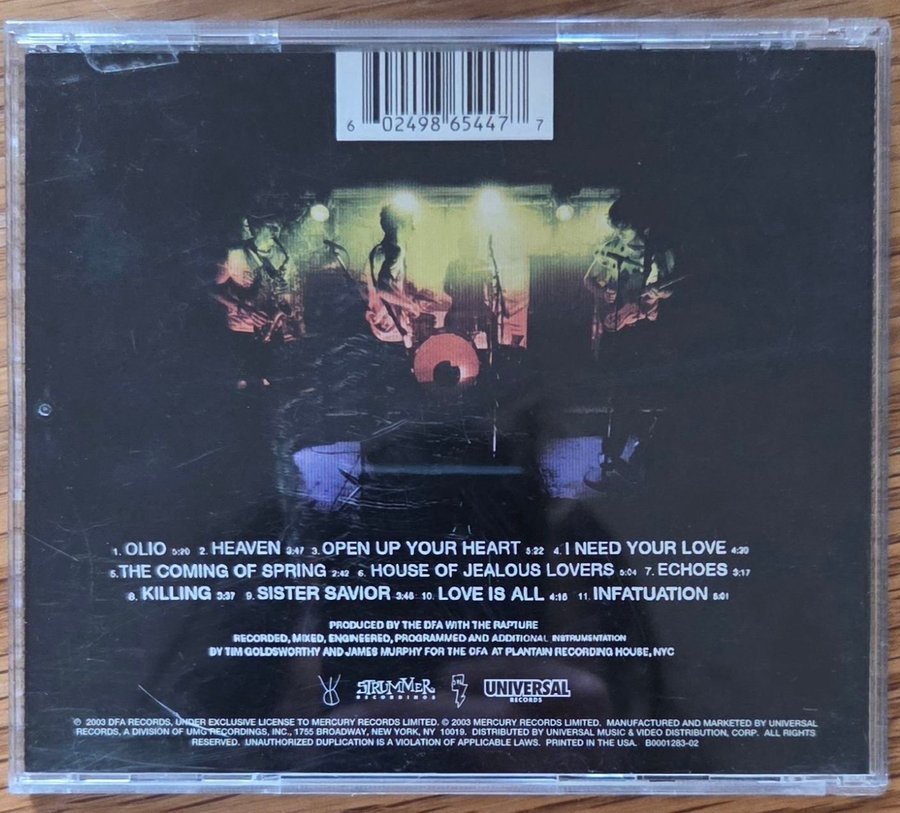 6 02498 65447 7
1. OLIO 5:20 2. HEAVEN 3:47 3. OPEN UP YOUR HEART 5:22 4. I NEED YOUR LOVE 4:20
5. THE COMING OF SPRING 2:42 6. HOUSE OF JEALOUS LOVERS 5:04 7. ECHOES 3:17
8. KILLING 3:37 9. SISTER SAVIOR 3:48 10. LOVE IS ALL 4:16 11. INFATUATION 5:01
PRODUCED BY THE DFA WITH THE RAPTURE
RECORDED, MIXED, ENGINEERED, PROGRAMMED AND ADDITIONAL INSTRUMENTATION
BY TIM GOLDSWORTHY AND JAMES MURPHY FOR THE DFA AT PLANTAIN RECORDING HOUSE, NYC
STRUMMER RECORDINGS UNIVERSAL RECORDS
℗ 2003 DFA RECORDS, UNDER EXCLUSIVE LICENSE TO MERCURY RECORDS LIMITED. © 2003 MERCURY RECORDS LIMITED. MANUFACTURED AND MARKETED BY UNIVERSAL
RECORDS, A DIVISION OF UMG RECORDINGS, INC., 1755 BROADWAY, NEW YORK, NY 10019. DISTRIBUTED BY UNIVERSAL MUSIC & VIDEO DISTRIBUTION, CORP. ALL RIGHTS
RESERVED. UNAUTHORIZED DUPLICATION IS A VIOLATION OF APPLICABLE LAWS. PRINTED IN THE USA. B0001283-02